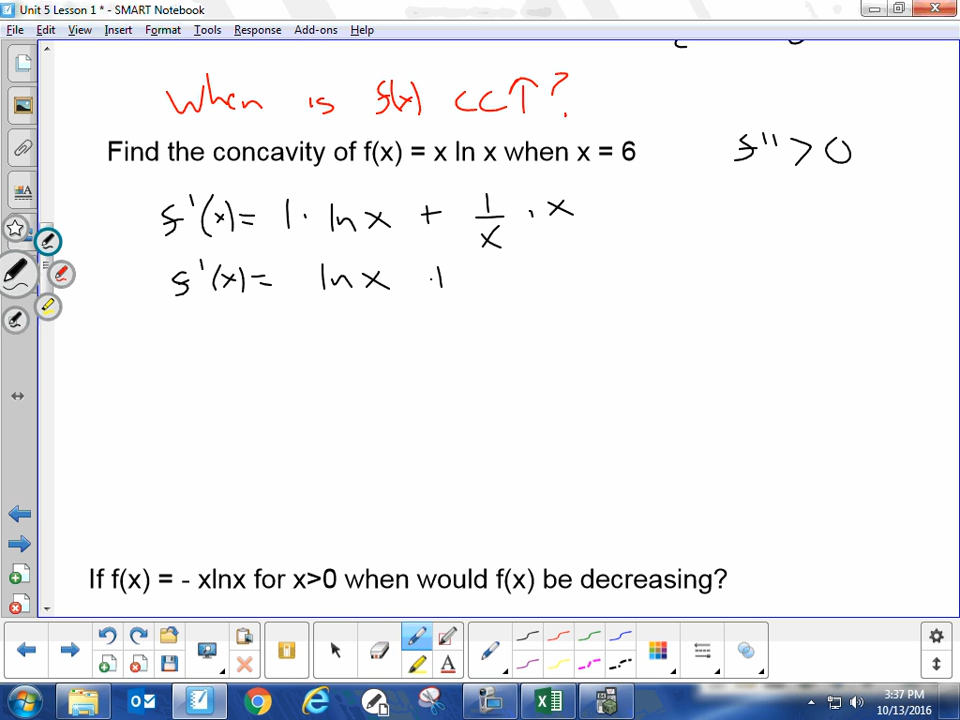 Unit 5 Lesson 1 * - SMART Notebook
File Edit View Insert Format Tools Response Add-ons Help
When is f(x) CC↑?
Find the concavity of f(x) = x ln x when x = 6
f'' > 0
f'(x) = 1 · ln x + 1/x · x
f'(x) = ln x
If f(x) = - xlnx for x>0 when would f(x) be decreasing?
A
3:37 PM
10/13/2016